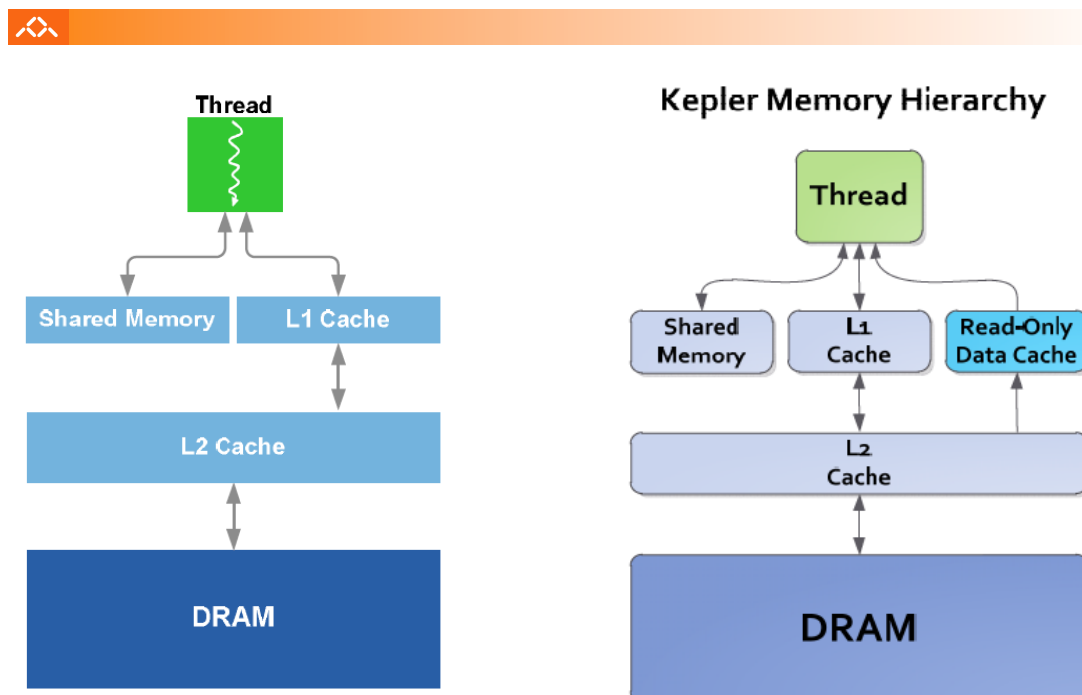 Thread
Shared Memory
L1 Cache
L2 Cache
DRAM
Kepler Memory Hierarchy
Thread
Shared
Memory
L1
Cache
Read-Only
Data Cache
L2
Cache
DRAM